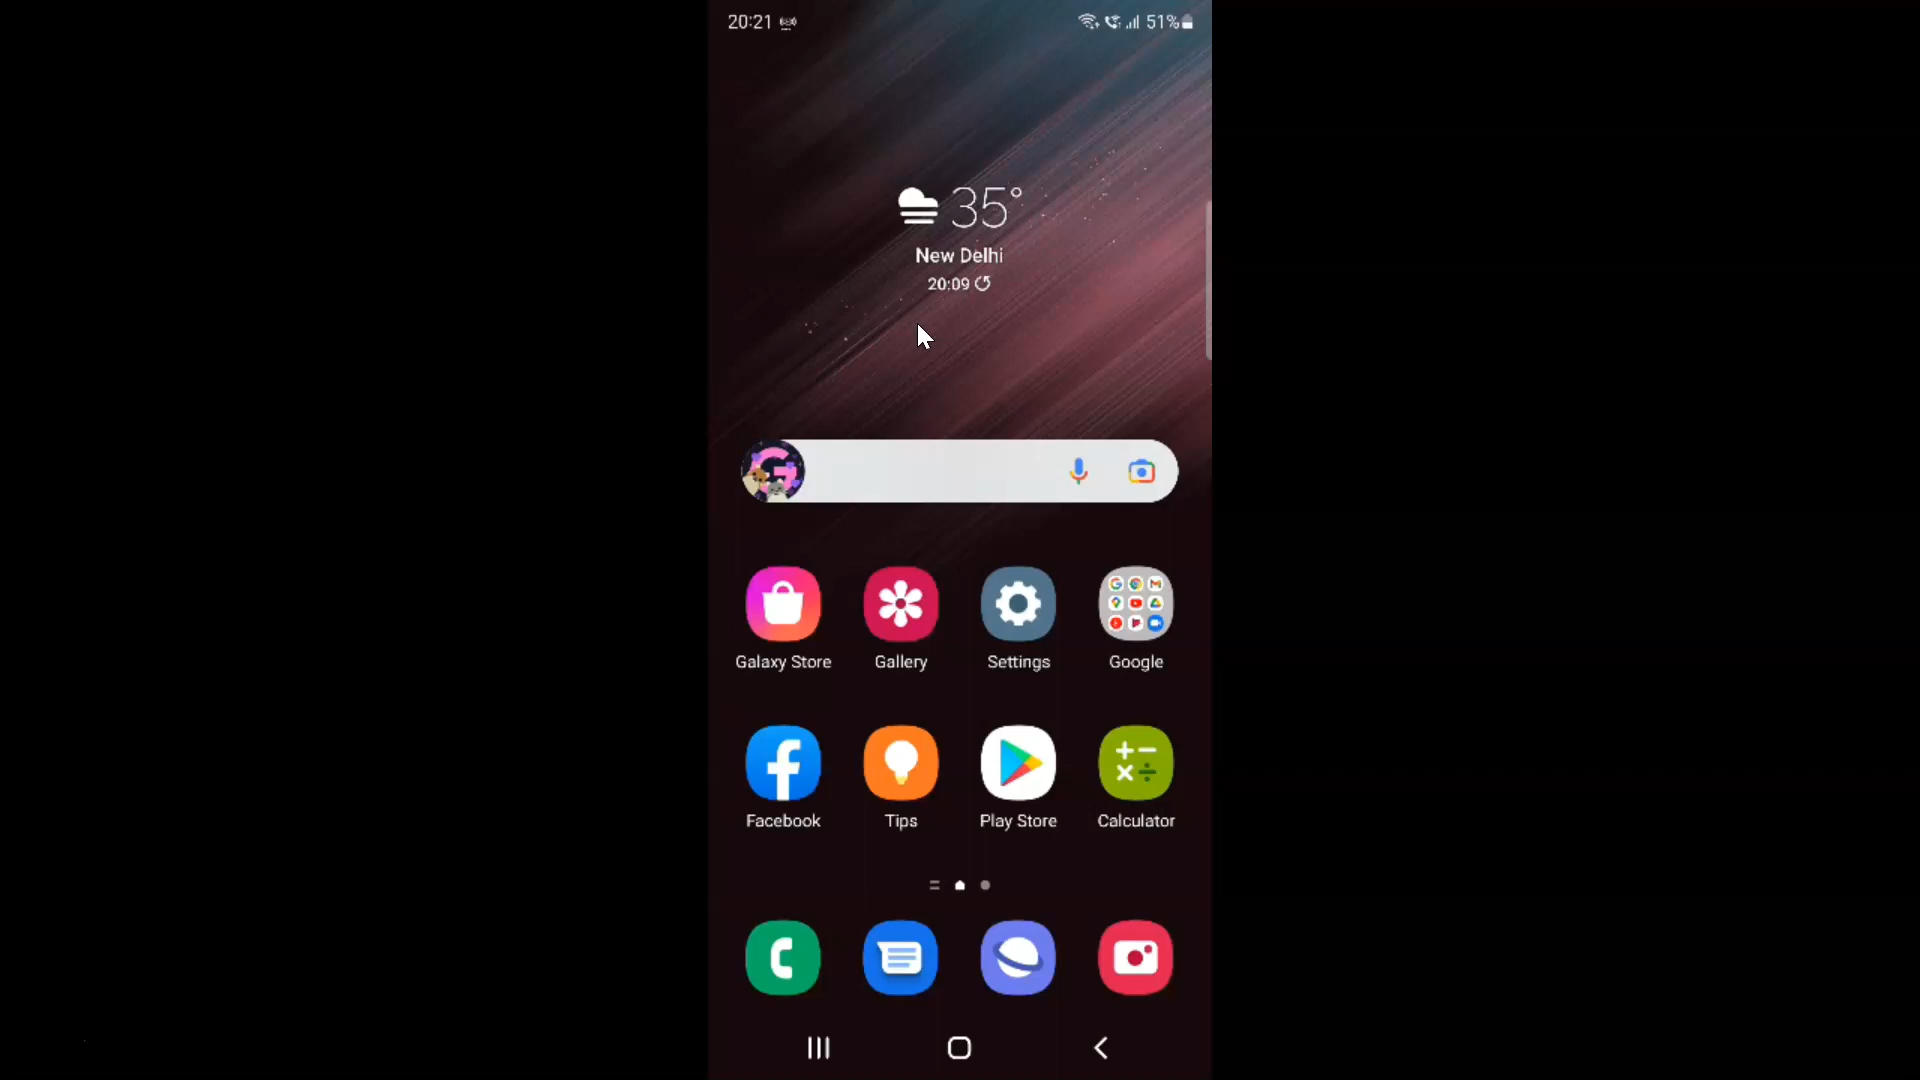 20:21 51%
35°
New Delhi
20:09
Galaxy Store Gallery Settings Google
Facebook Tips Play Store Calculator